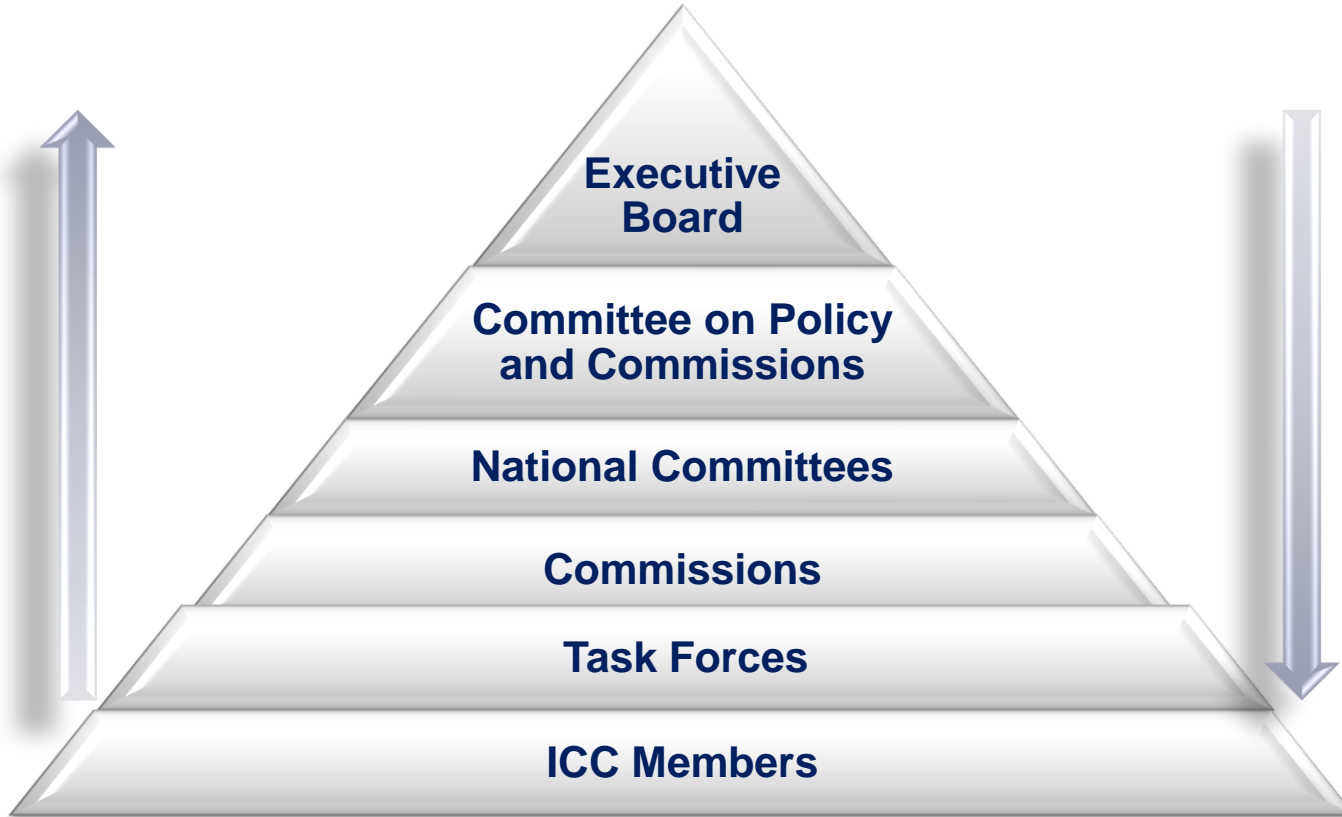 Executive
Board
Committee on Policy
and Commissions
National Committees
Commissions
Task Forces
ICC Members